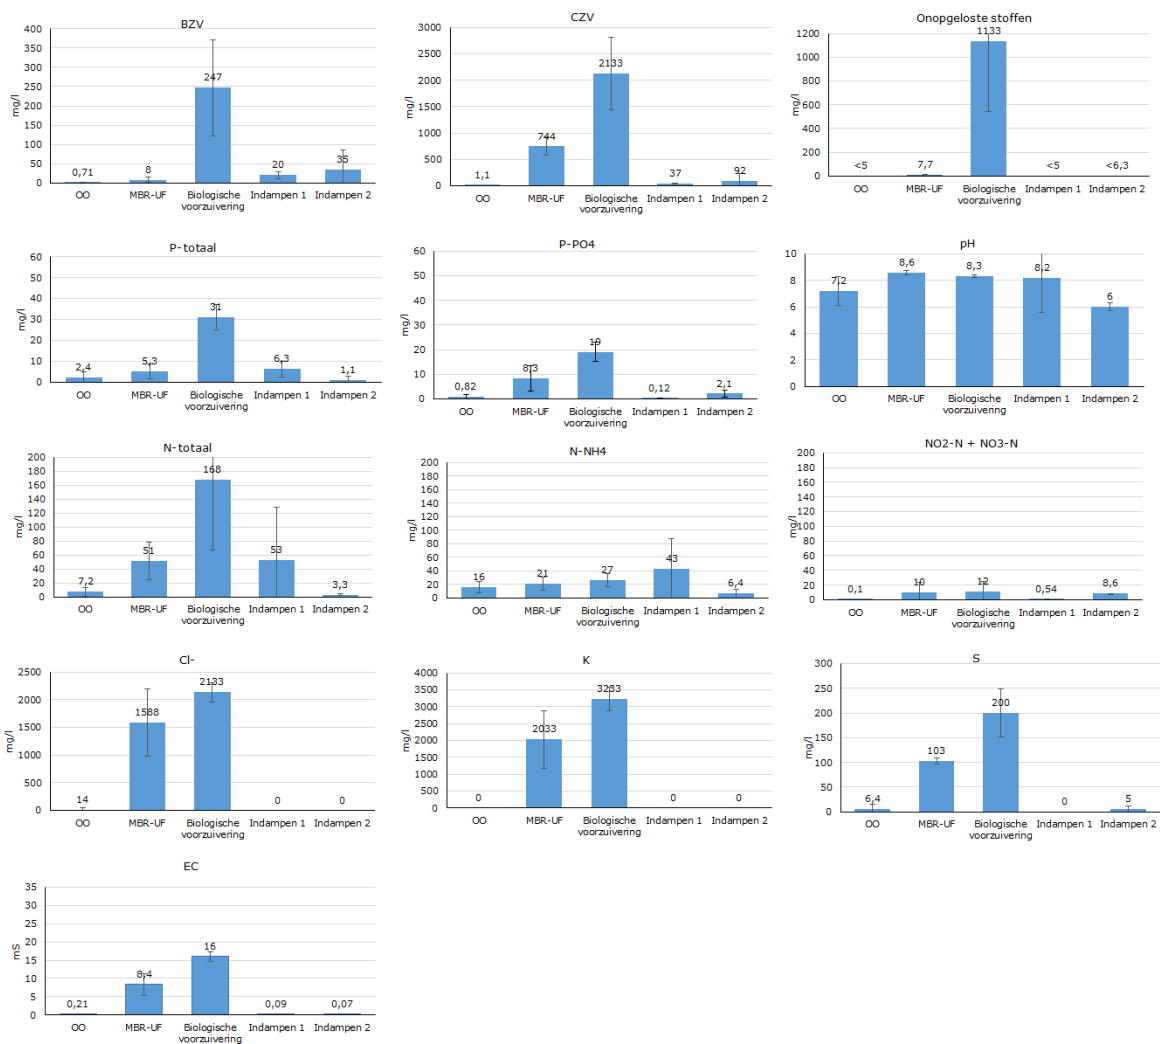 BZV
mg/l
400
350
300
250
200
150
100
50
0
0,71
8
247
20
35
OO
MBR-UF
Biologische
voorzuivering
Indampen 1
Indampen 2
CZV
mg/l
3000
2500
2000
1500
1000
500
0
1,1
744
2133
37
92
OO
MBR-UF
Biologische
voorzuivering
Indampen 1
Indampen 2
Onopgeloste stoffen
mg/l
1200
1000
800
600
400
200
0
<5
7,7
1133
<5
<6,3
OO
MBR-UF
Biologische
voorzuivering
Indampen 1
Indampen 2
P-totaal
mg/l
60
50
40
30
20
10
0
2,4
5,3
31
6,3
1,1
OO
MBR-UF
Biologische
voorzuivering
Indampen 1
Indampen 2
P-PO4
mg/l
60
50
40
30
20
10
0
0,82
8,3
19
0,12
2,1
OO
MBR-UF
Biologische
voorzuivering
Indampen 1
Indampen 2
pH
10
8
6
4
2
0
7,2
8,6
8,3
8,2
6
OO
MBR-UF
Biologische
voorzuivering
Indampen 1
Indampen 2
N-totaal
mg/l
200
180
160
140
120
100
80
60
40
20
0
7,2
51
168
53
3,3
OO
MBR-UF
Biologische
voorzuivering
Indampen 1
Indampen 2
N-NH4
mg/l
200
180
160
140
120
100
80
60
40
20
0
16
21
27
43
6,4
OO
MBR-UF
Biologische
voorzuivering
Indampen 1
Indampen 2
NO2-N + NO3-N
mg/l
200
180
160
140
120
100
80
60
40
20
0
0,1
10
12
0,54
8,6
OO
MBR-UF
Biologische
voorzuivering
Indampen 1
Indampen 2
Cl-
mg/l
2500
2000
1500
1000
500
0
14
1588
2133
0
0
OO
MBR-UF
Biologische
voorzuivering
Indampen 1
Indampen 2
K
mg/l
4000
3500
3000
2500
2000
1500
1000
500
0
0
2033
3233
0
0
OO
MBR-UF
Biologische
voorzuivering
Indampen 1
Indampen 2
S
mg/l
300
250
200
150
100
50
0
6,4
103
200
0
5
OO
MBR-UF
Biologische
voorzuivering
Indampen 1
Indampen 2
EC
mS
35
30
25
20
15
10
5
0
0,21
8,4
16
0,09
0,07
OO
MBR-UF
Biologische
voorzuivering
Indampen 1
Indampen 2